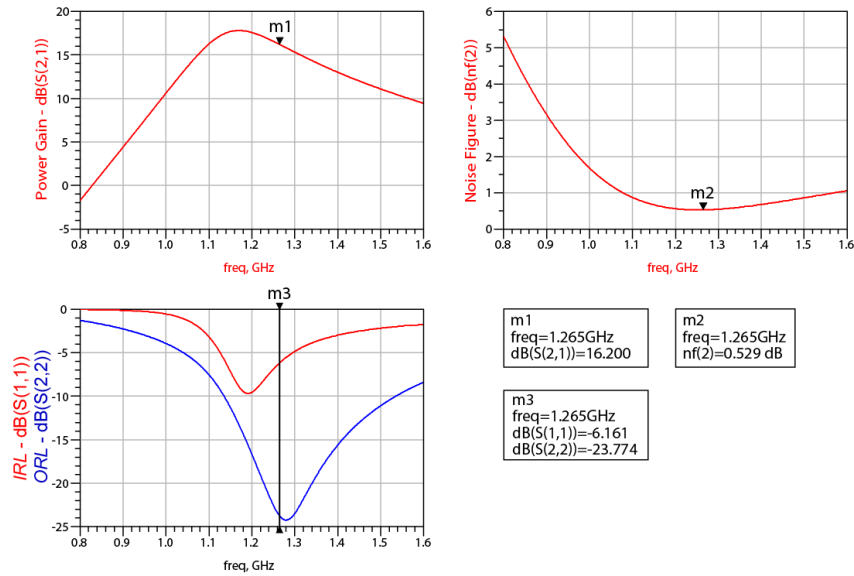 m1
20
15
10
5
0
-5
Power Gain - dB(S(2,1))
0.8 0.9 1.0 1.1 1.2 1.3 1.4 1.5 1.6
freq, GHz
m2
6
5
4
3
2
1
0
Noise Figure - dB(nf(2))
0.8 0.9 1.0 1.1 1.2 1.3 1.4 1.5 1.6
freq, GHz
m3
0
-5
-10
-15
-20
-25
IRL - dB(S(1,1))
ORL - dB(S(2,2))
0.8 0.9 1.0 1.1 1.2 1.3 1.4 1.5 1.6
freq, GHz
m1
freq=1.265GHz
dB(S(2,1))=16.200
m2
freq=1.265GHz
nf(2)=0.529 dB
m3
freq=1.265GHz
dB(S(1,1))=-6.161
dB(S(2,2))=-23.774